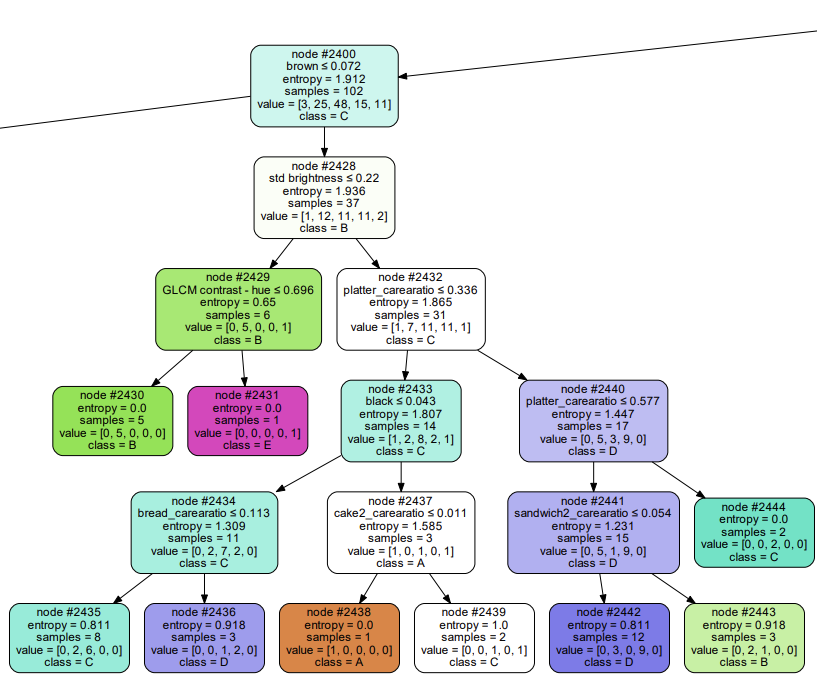 node #2400
brown ≤ 0.072
entropy = 1.912
samples = 102
value = [3, 25, 48, 15, 11]
class = C
node #2428
std brightness ≤ 0.22
entropy = 1.936
samples = 37
value = [1, 12, 11, 11, 2]
class = B
node #2429
GLCM contrast - hue ≤ 0.696
entropy = 0.65
samples = 6
value = [0, 5, 0, 0, 1]
class = B
node #2432
platter_carearatio ≤ 0.336
entropy = 1.865
samples = 31
value = [1, 7, 11, 11, 1]
class = C
node #2430
entropy = 0.0
samples = 5
value = [0, 5, 0, 0, 0]
class = B
node #2431
entropy = 0.0
samples = 1
value = [0, 0, 0, 0, 1]
class = E
node #2433
black ≤ 0.043
entropy = 1.807
samples = 14
value = [1, 2, 8, 2, 1]
class = C
node #2440
platter_carearatio ≤ 0.577
entropy = 1.447
samples = 17
value = [0, 5, 3, 9, 0]
class = D
node #2434
bread_carearatio ≤ 0.113
entropy = 1.309
samples = 11
value = [0, 2, 7, 2, 0]
class = C
node #2437
cake2_carearatio ≤ 0.011
entropy = 1.585
samples = 3
value = [1, 0, 1, 0, 1]
class = A
node #2441
sandwich2_carearatio ≤ 0.054
entropy = 1.231
samples = 15
value = [0, 5, 1, 9, 0]
class = D
node #2444
entropy = 0.0
samples = 2
value = [0, 0, 2, 0, 0]
class = C
node #2435
entropy = 0.811
samples = 8
value = [0, 2, 6, 0, 0]
class = C
node #2436
entropy = 0.918
samples = 3
value = [0, 0, 1, 2, 0]
class = D
node #2438
entropy = 0.0
samples = 1
value = [1, 0, 0, 0, 0]
class = A
node #2439
entropy = 1.0
samples = 2
value = [0, 0, 1, 0, 1]
class = C
node #2442
entropy = 0.811
samples = 12
value = [0, 3, 0, 9, 0]
class = D
node #2443
entropy = 0.918
samples = 3
value = [0, 2, 1, 0, 0]
class = B